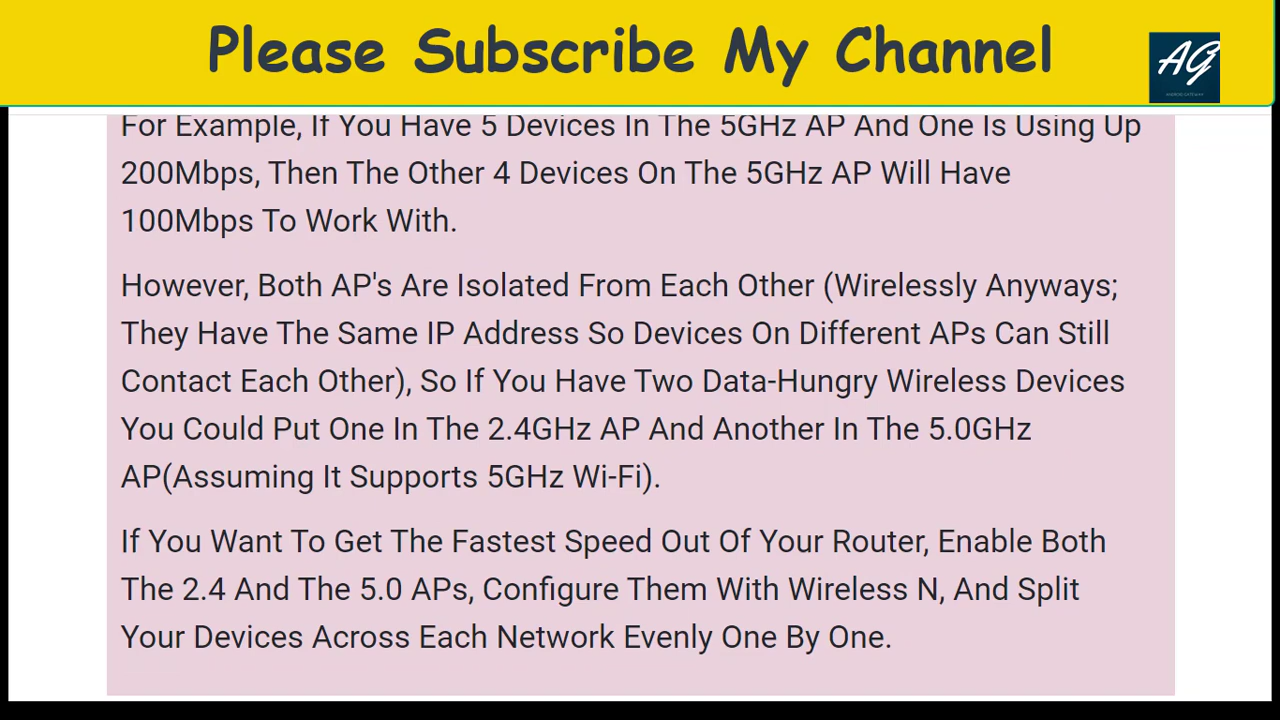 Please Subscribe My Channel
AG
For Example, If You Have 5 Devices In The 5GHz AP And One Is Using Up
200Mbps, Then The Other 4 Devices On The 5GHz AP Will Have
100Mbps To Work With.
However, Both AP's Are Isolated From Each Other (Wirelessly Anyways;
They Have The Same IP Address So Devices On Different APs Can Still
Contact Each Other), So If You Have Two Data-Hungry Wireless Devices
You Could Put One In The 2.4GHz AP And Another In The 5.0GHz
AP(Assuming It Supports 5GHz Wi-Fi).
If You Want To Get The Fastest Speed Out Of Your Router, Enable Both
The 2.4 And The 5.0 APs, Configure Them With Wireless N, And Split
Your Devices Across Each Network Evenly One By One.